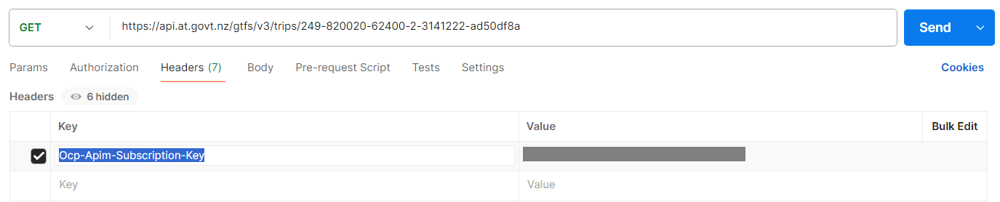 GET https://api.at.govt.nz/gtfs/v3/trips/249-820020-62400-2-3141222-ad50df8a Send
Params Authorization Headers (7) Body Pre-request Script Tests Settings Cookies
Headers 6 hidden
Key Value Bulk Edit
Ocp-Apim-Subscription-Key
Key Value